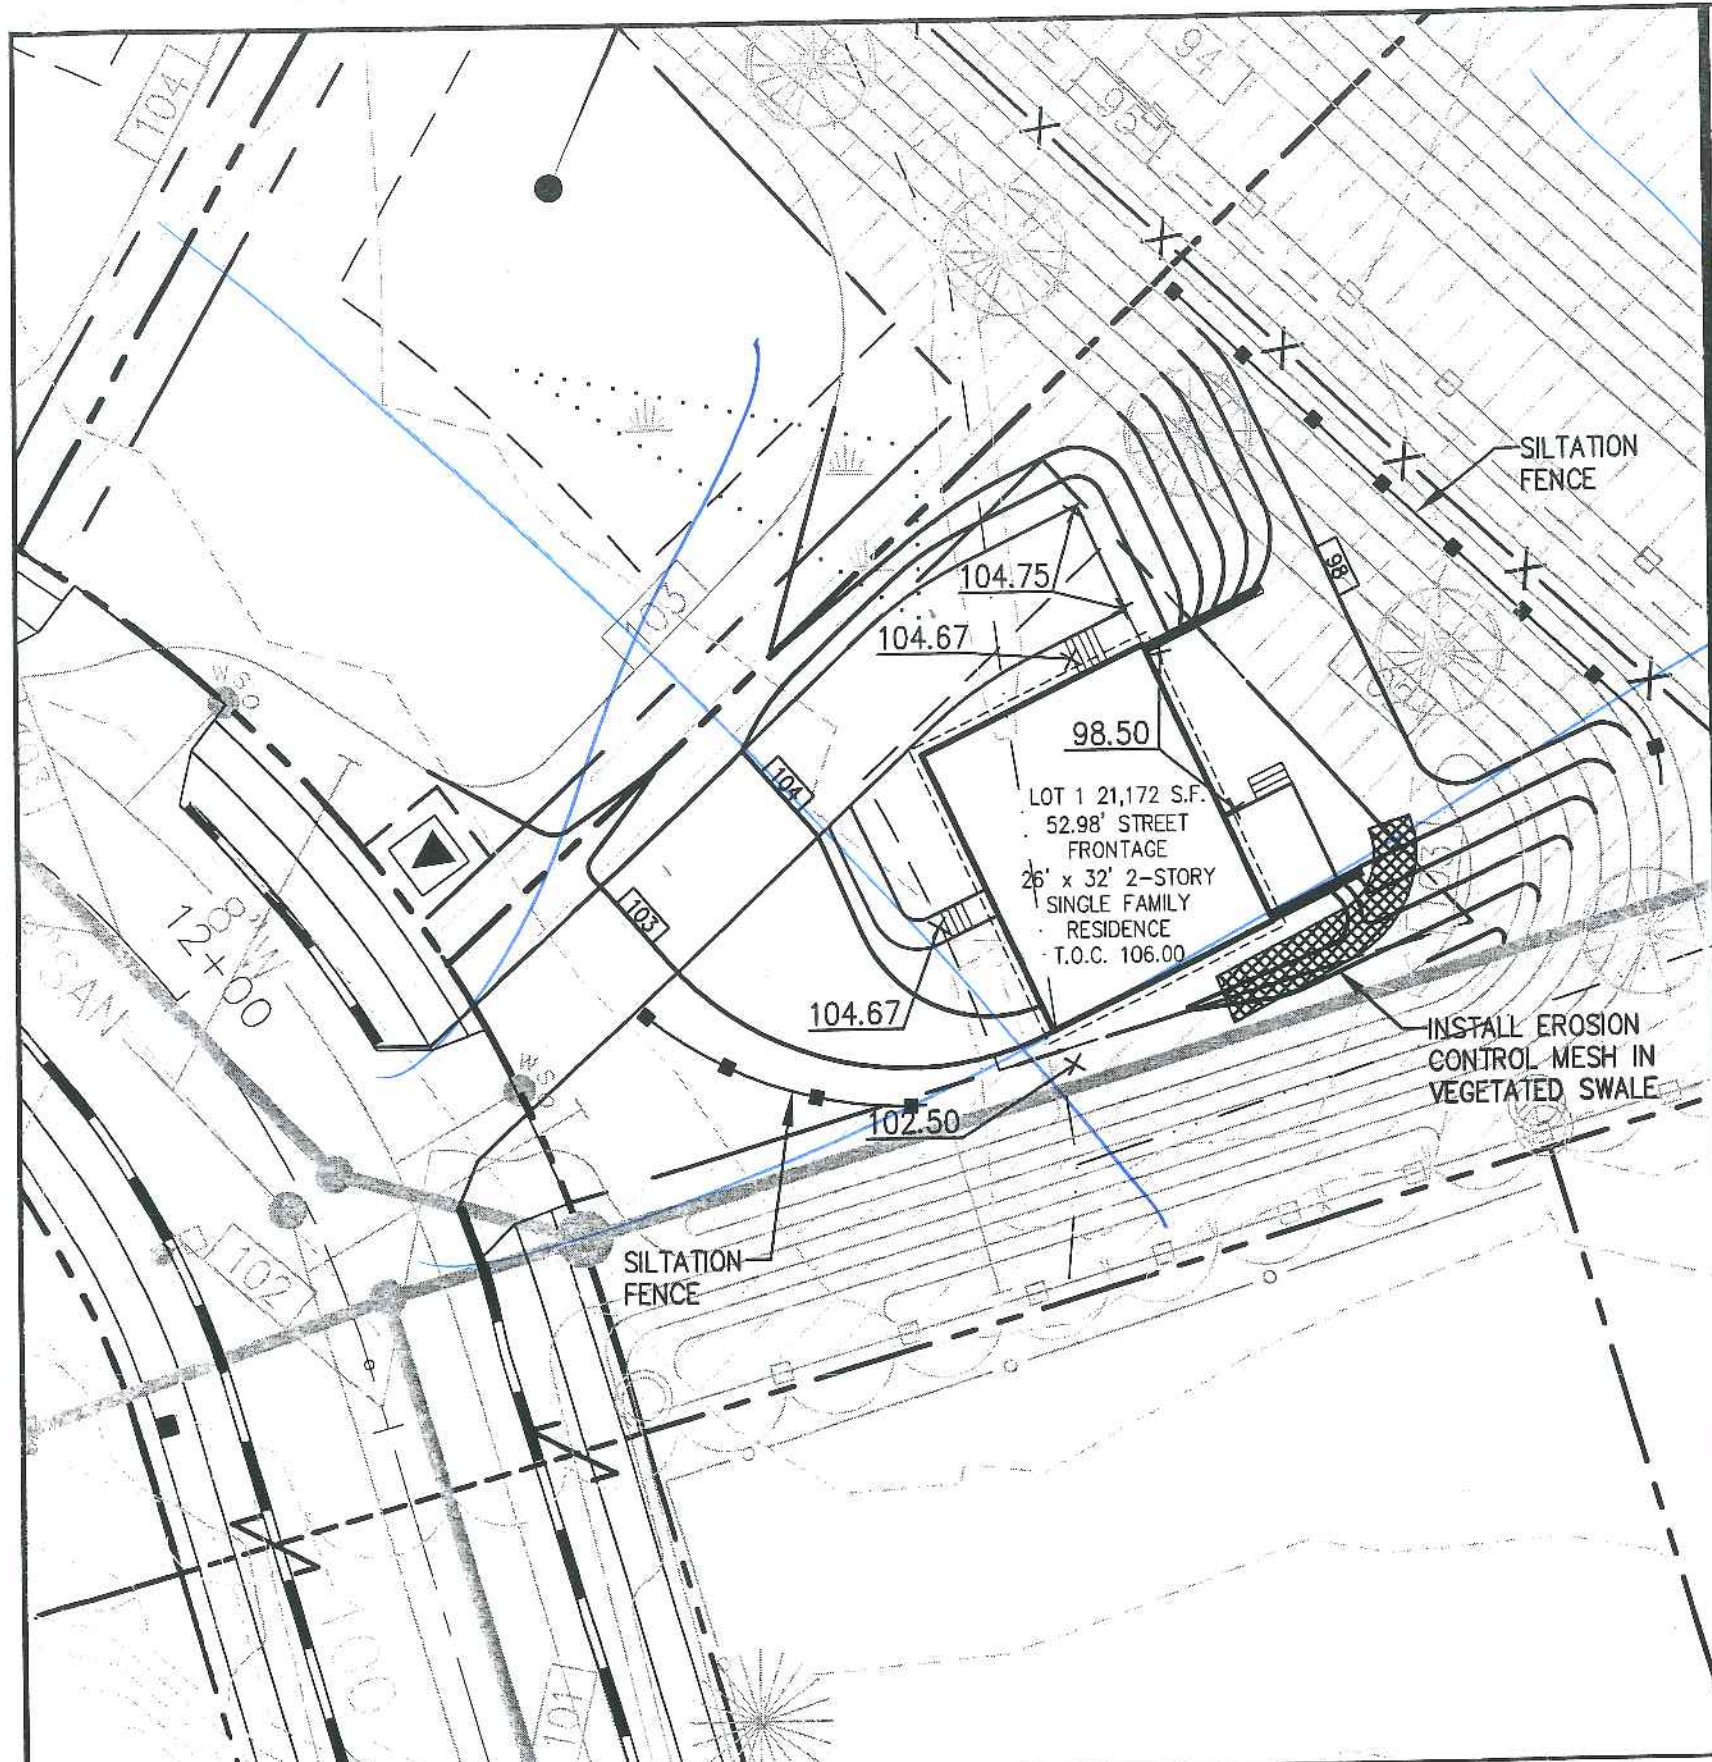 104
94
95
SILTATION
FENCE
98
104.75
103
104.67
98.50
104
LOT 1 21,172 S.F.
52.98' STREET
FRONTAGE
26' x 32' 2-STORY
SINGLE FAMILY
RESIDENCE
T.O.C. 106.00
W S O
103
8" W
12+00
SAN
104.67
INSTALL EROSION
CONTROL MESH IN
VEGETATED SWALE
W S O
102.50
SILTATION
FENCE
102
100
101